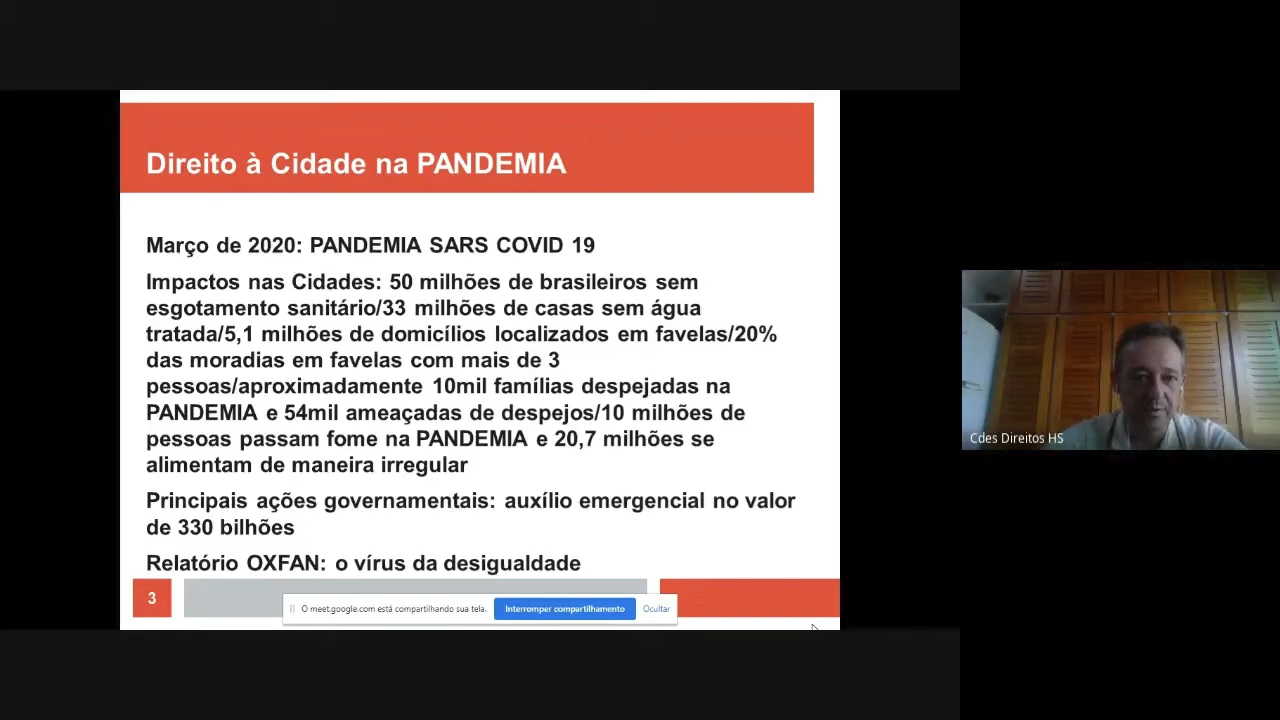 Direito à Cidade na PANDEMIA
Março de 2020: PANDEMIA SARS COVID 19
Impactos nas Cidades: 50 milhões de brasileiros sem
esgotamento sanitário/33 milhões de casas sem água
tratada/5,1 milhões de domicílios localizados em favelas/20%
das moradias em favelas com mais de 3
pessoas/aproximadamente 10mil famílias despejadas na
PANDEMIA e 54mil ameaçadas de despejos/10 milhões de
pessoas passam fome na PANDEMIA e 20,7 milhões se
alimentam de maneira irregular
Principais ações governamentais: auxílio emergencial no valor
de 330 bilhões
Relatório OXFAN: o vírus da desigualdade
3
O meet.google.com está compartilhando sua tela.
Interromper compartilhamento
Ocultar
Cdes Direitos HS